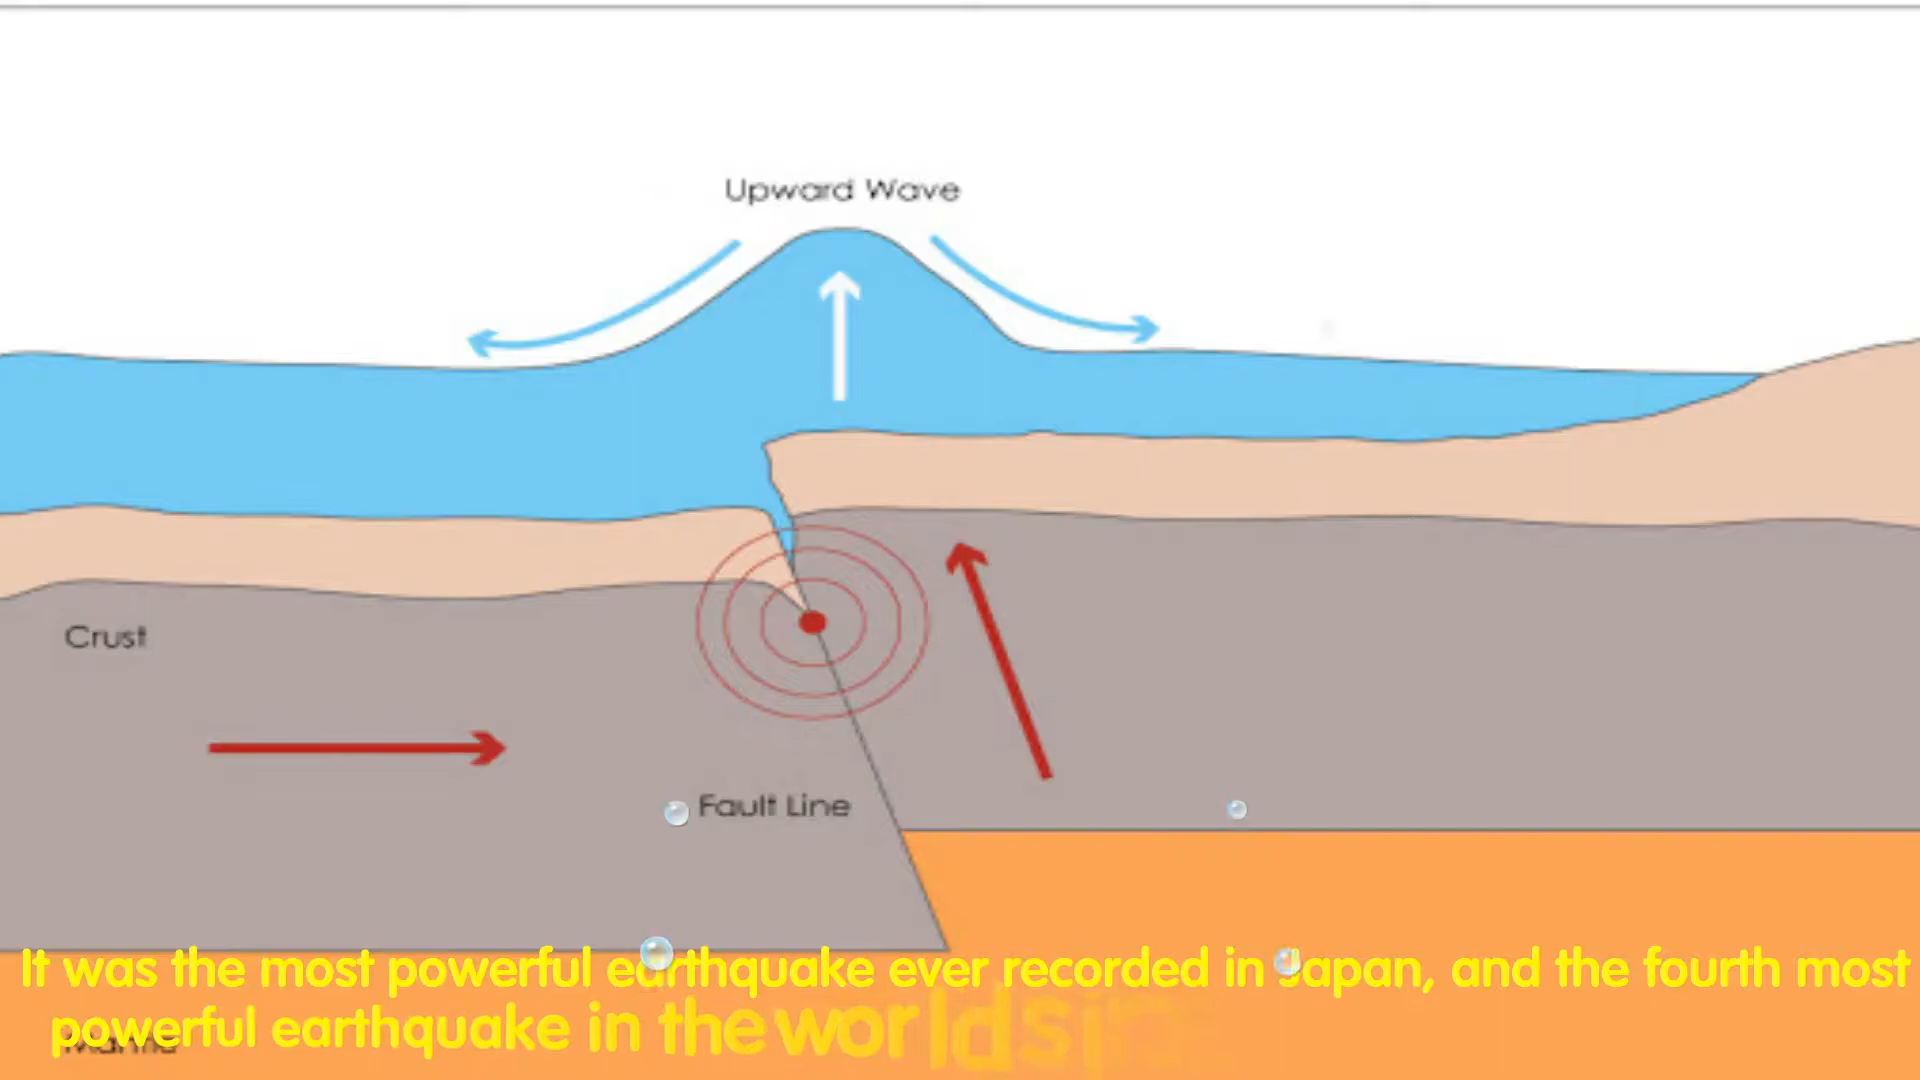 Upward Wave
Crust
Fault Line
It was the most powerful earthquake ever recorded in Japan, and the fourth most
powerful earthquake in the world